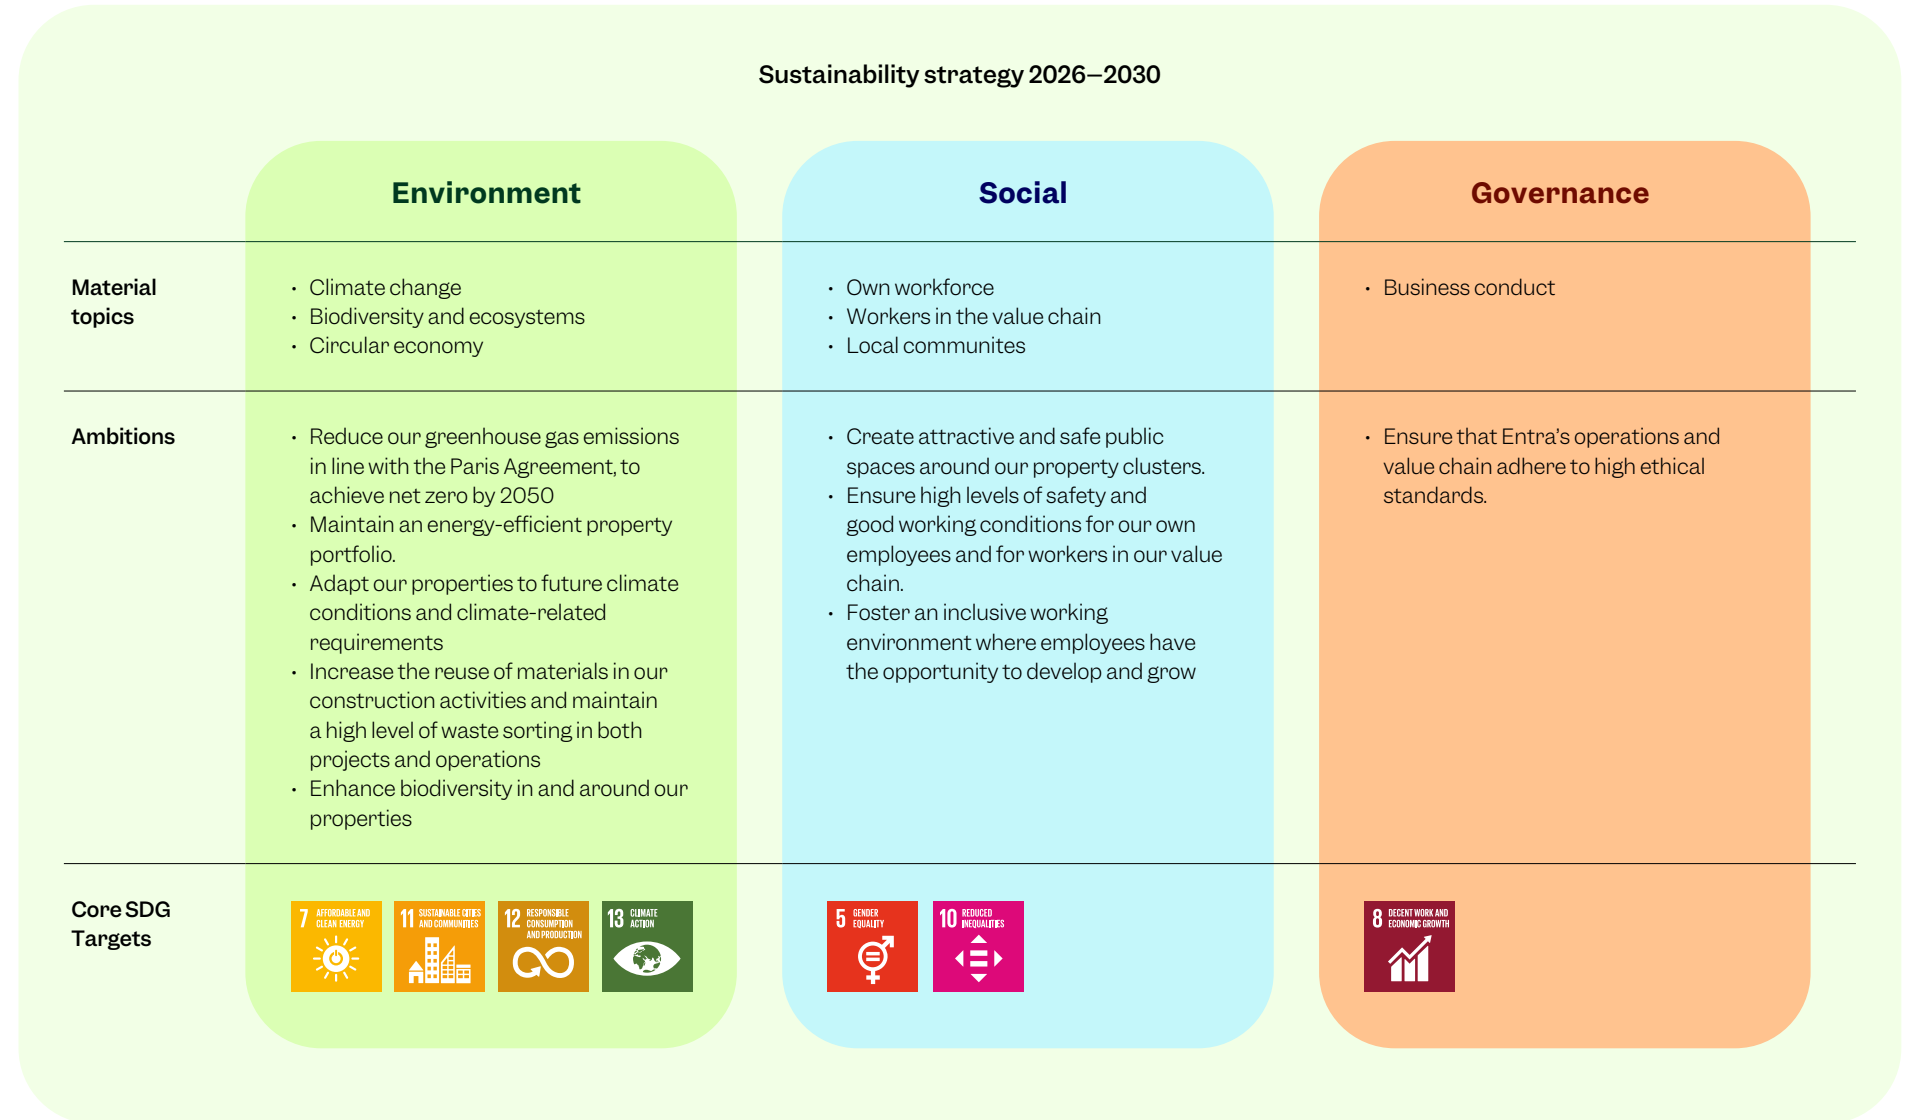 Sustainability strategy 2026–2030
Environment
Social
Governance
Material
topics
• Climate change
• Biodiversity and ecosystems
• Circular economy
• Own workforce
• Workers in the value chain
• Local communites
• Business conduct
Ambitions
• Reduce our greenhouse gas emissions
in line with the Paris Agreement, to
achieve net zero by 2050
• Maintain an energy-efficient property
portfolio.
• Adapt our properties to future climate
conditions and climate-related
requirements
• Increase the reuse of materials in our
construction activities and maintain
a high level of waste sorting in both
projects and operations
• Enhance biodiversity in and around our
properties
• Create attractive and safe public
spaces around our property clusters.
• Ensure high levels of safety and
good working conditions for our own
employees and for workers in our value
chain.
• Foster an inclusive working
environment where employees have
the opportunity to develop and grow
• Ensure that Entra’s operations and
value chain adhere to high ethical
standards.
Core SDG
Targets
7 AFFORDABLE AND
CLEAN ENERGY
11 SUSTAINABLE CITIES
AND COMMUNITIES
12 RESPONSIBLE
CONSUMPTION
AND PRODUCTION
13 CLIMATE
ACTION
5 GENDER
EQUALITY
10 REDUCED
INEQUALITIES
8 DECENT WORK AND
ECONOMIC GROWTH